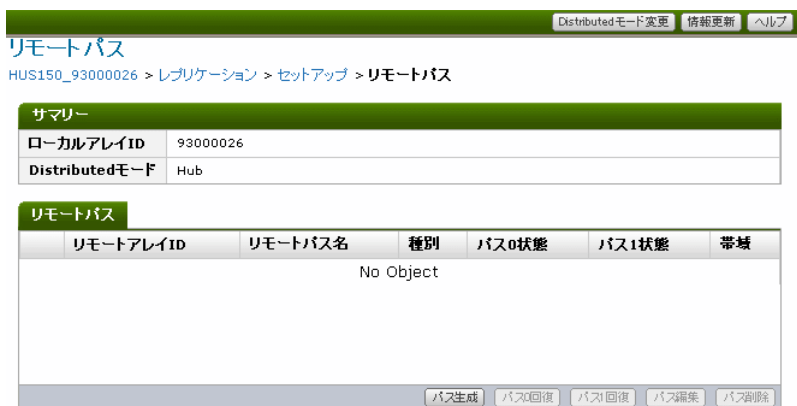 Distributedモード変更 情報更新 ヘルプ
リモートパス
HUS150_93000026 > レプリケーション > セットアップ > リモートパス
サマリー
ローカルアレイID 93000026
Distributedモード Hub
リモートパス
リモートアレイID リモートパス名 種別 パス0状態 パス1状態 帯域
No Object
パス生成 パス0回復 パス1回復 パス編集 パス削除